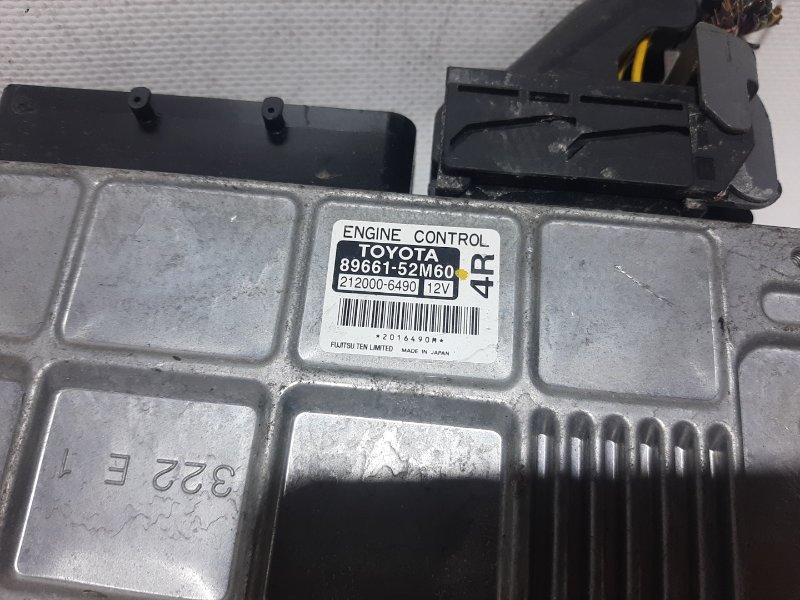 ENGINE CONTROL
TOYOTA
89661-52M60
212000-6490 12V
4R
*2016490M*
FUJITSU TEN LIMITED MADE IN JAPAN
322 E 1